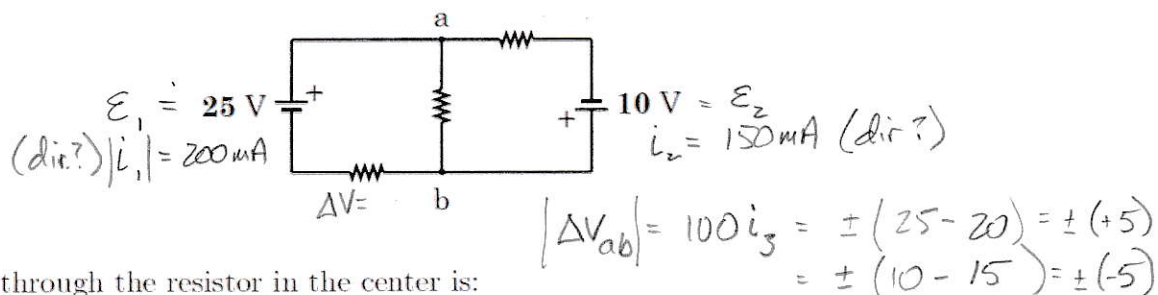 a
+
ε₁ = 25 V
(dir.?) |i₁| = 200 mA
10 V = ε₂
+
i₂ = 150 mA (dir?)
ΔV=
b
|ΔV_ab| = 100 i₃ = ± (25 - 20) = ± (+5)
= ± (10 - 15) = ± (-5)
through the resistor in the center is: